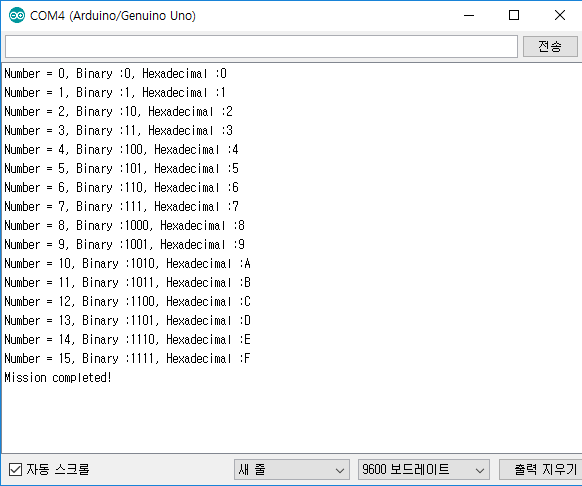 COM4 (Arduino/Genuino Uno)
전송
Number = 0, Binary :0, Hexadecimal :0
Number = 1, Binary :1, Hexadecimal :1
Number = 2, Binary :10, Hexadecimal :2
Number = 3, Binary :11, Hexadecimal :3
Number = 4, Binary :100, Hexadecimal :4
Number = 5, Binary :101, Hexadecimal :5
Number = 6, Binary :110, Hexadecimal :6
Number = 7, Binary :111, Hexadecimal :7
Number = 8, Binary :1000, Hexadecimal :8
Number = 9, Binary :1001, Hexadecimal :9
Number = 10, Binary :1010, Hexadecimal :A
Number = 11, Binary :1011, Hexadecimal :B
Number = 12, Binary :1100, Hexadecimal :C
Number = 13, Binary :1101, Hexadecimal :D
Number = 14, Binary :1110, Hexadecimal :E
Number = 15, Binary :1111, Hexadecimal :F
Mission completed!
자동 스크롤 새 줄 9600 보드레이트 출력 지우기